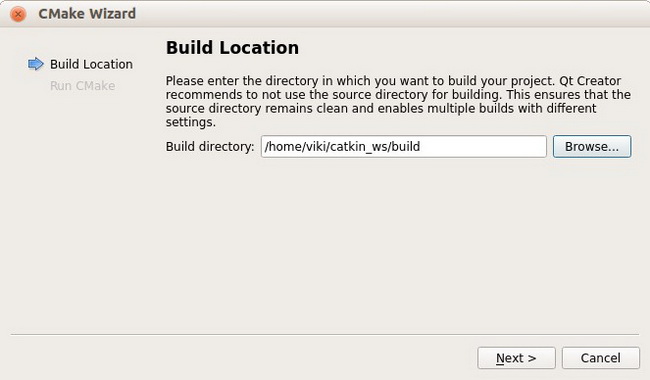 CMake Wizard
Build Location
Run CMake
Build Location
Please enter the directory in which you want to build your project. Qt Creator
recommends to not use the source directory for building. This ensures that the
source directory remains clean and enables multiple builds with different
settings.
Build directory: /home/viki/catkin_ws/build Browse...
Next > Cancel